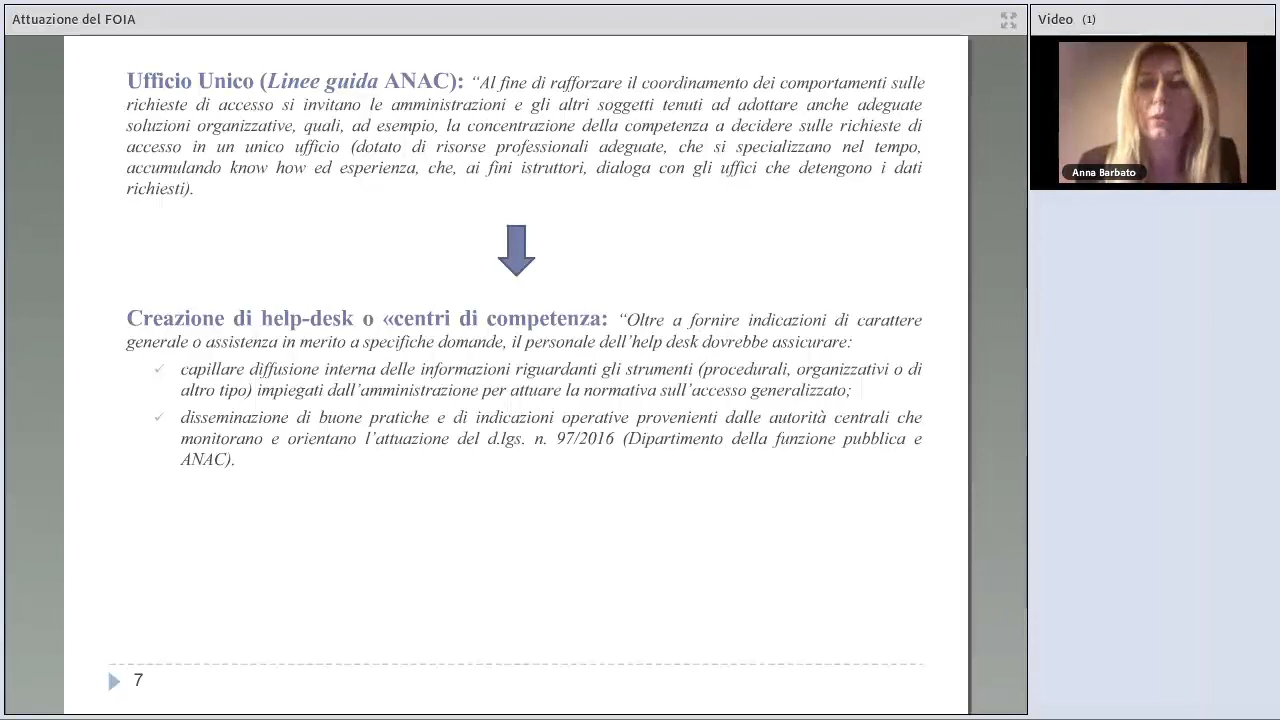 Attuazione del FOIA
Video (1)
Ufficio Unico (Linee guida ANAC): “Al fine di rafforzare il coordinamento dei comportamenti sulle
richieste di accesso si invitano le amministrazioni e gli altri soggetti tenuti ad adottare anche adeguate
soluzioni organizzative, quali, ad esempio, la concentrazione della competenza a decidere sulle richieste di
accesso in un unico ufficio (dotato di risorse professionali adeguate, che si specializzano nel tempo,
accumulando know how ed esperienza, che, ai fini istruttori, dialoga con gli uffici che detengono i dati
richiesti).
Anna Barbato
Creazione di help-desk o «centri di competenza: “Oltre a fornire indicazioni di carattere
generale o assistenza in merito a specifiche domande, il personale dell’help desk dovrebbe assicurare:
✓ capillare diffusione interna delle informazioni riguardanti gli strumenti (procedurali, organizzativi o di
altro tipo) impiegati dall’amministrazione per attuare la normativa sull’accesso generalizzato;
✓ disseminazione di buone pratiche e di indicazioni operative provenienti dalle autorità centrali che
monitorano e orientano l’attuazione del d.lgs. n. 97/2016 (Dipartimento della funzione pubblica e
ANAC).
7